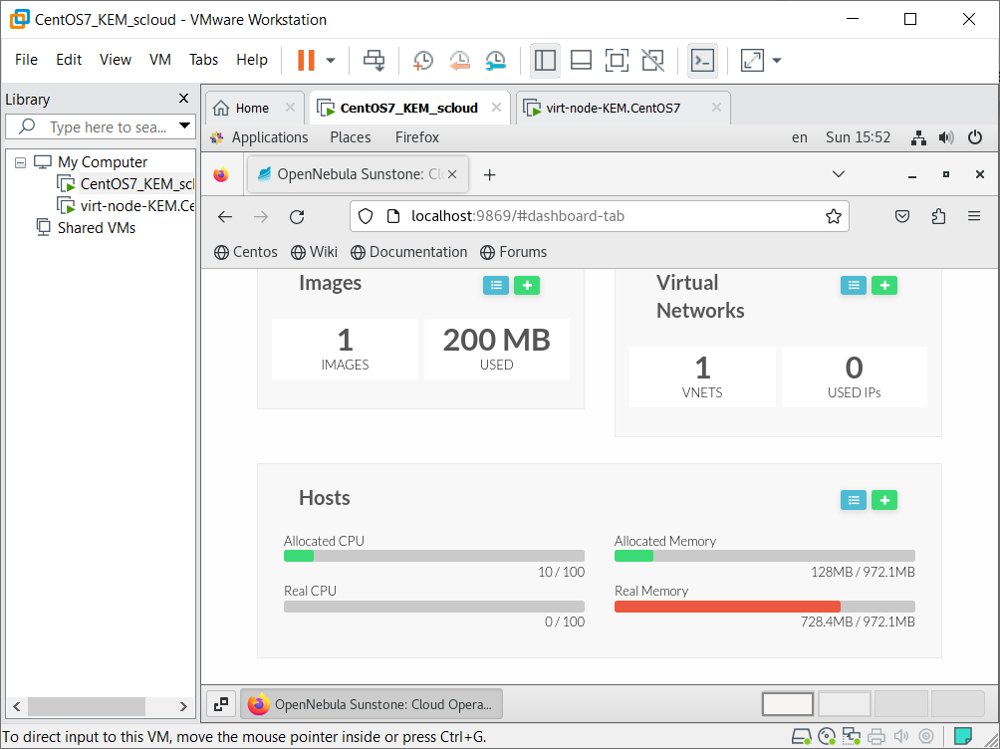 CentOS7_KEM_scloud - VMware Workstation
File Edit View VM Tabs Help
Library
Type here to sea...
My Computer
CentOS7_KEM_scl
virt-node-KEM.Ce
Shared VMs
Home
CentOS7_KEM_scloud
virt-node-KEM.CentOS7
Applications Places Firefox
en Sun 15:52
OpenNebula Sunstone: Cl
localhost:9869/#dashboard-tab
Centos Wiki Documentation Forums
Images
1
IMAGES
200 MB
USED
Virtual
Networks
1
VNETS
0
USED IPs
Hosts
Allocated CPU
10 / 100
Real CPU
0 / 100
Allocated Memory
128MB / 972.1MB
Real Memory
728.4MB / 972.1MB
OpenNebula Sunstone: Cloud Opera...
To direct input to this VM, move the mouse pointer inside or press Ctrl+G.